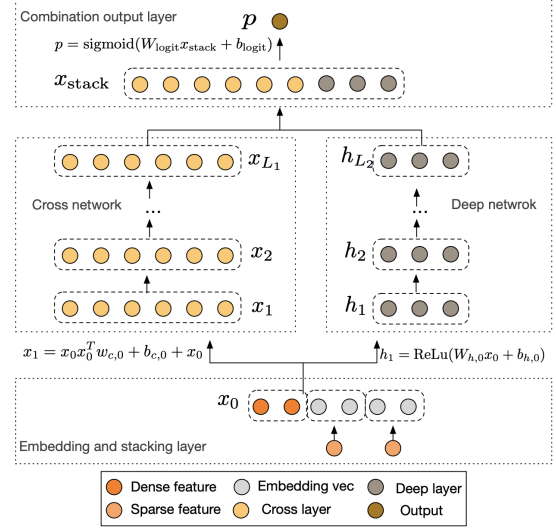 Combination output layer
p
p = sigmoid(W_logit x_stack + b_logit)
x_stack
x_{L_1}
h_{L_2}
Cross network
...
...
Deep netwrok
x_2
h_2
x_1
h_1
x_1 = x_0 x_0^T w_{c,0} + b_{c,0} + x_0
h_1 = ReLu(W_{h,0} x_0 + b_{h,0})
x_0
Embedding and stacking layer
Dense feature
Embedding vec
Deep layer
Sparse feature
Cross layer
Output